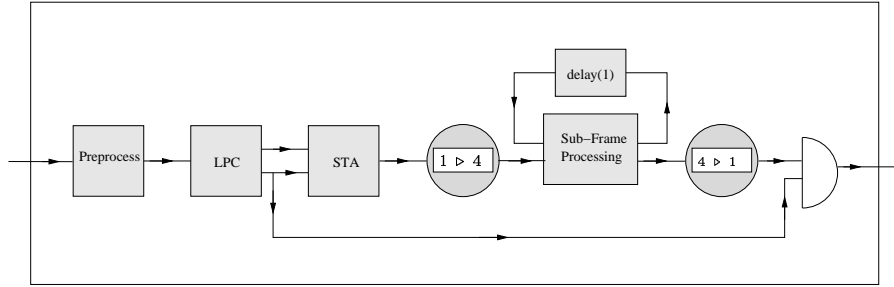 delay(1)
Preprocess
LPC
STA
1 ▷ 4
Sub-Frame
Processing
4 ▷ 1